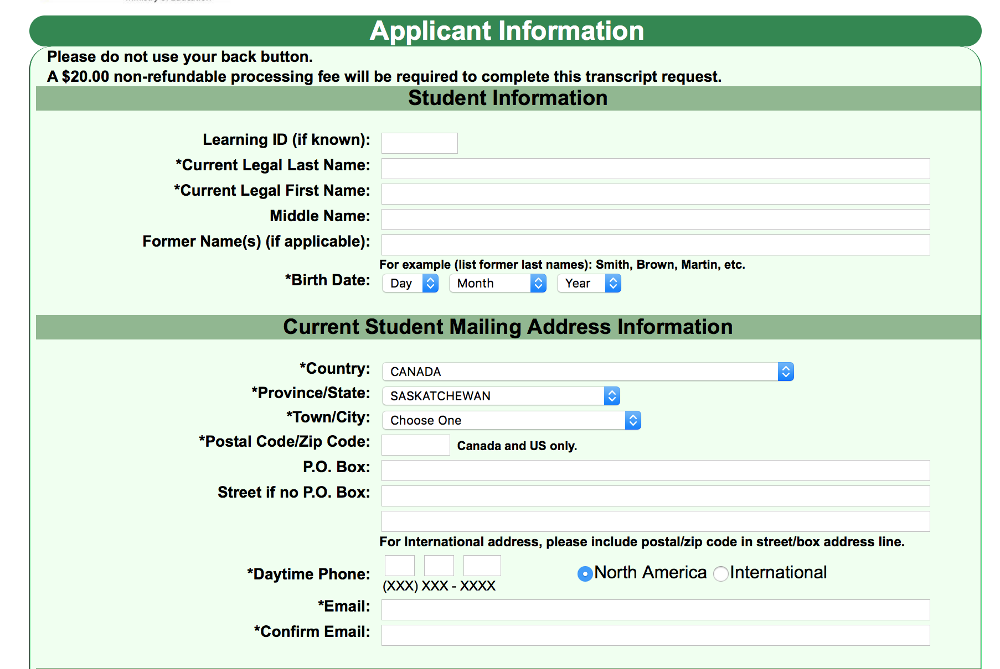 Applicant Information
Please do not use your back button.
A $20.00 non-refundable processing fee will be required to complete this transcript request.
Student Information
Learning ID (if known):
*Current Legal Last Name:
*Current Legal First Name:
Middle Name:
Former Name(s) (if applicable):
For example (list former last names): Smith, Brown, Martin, etc.
*Birth Date: Day Month Year
Current Student Mailing Address Information
*Country: CANADA
*Province/State: SASKATCHEWAN
*Town/City: Choose One
*Postal Code/Zip Code: Canada and US only.
P.O. Box:
Street if no P.O. Box:
For International address, please include postal/zip code in street/box address line.
*Daytime Phone: North America International
(XXX) XXX - XXXX
*Email:
*Confirm Email: